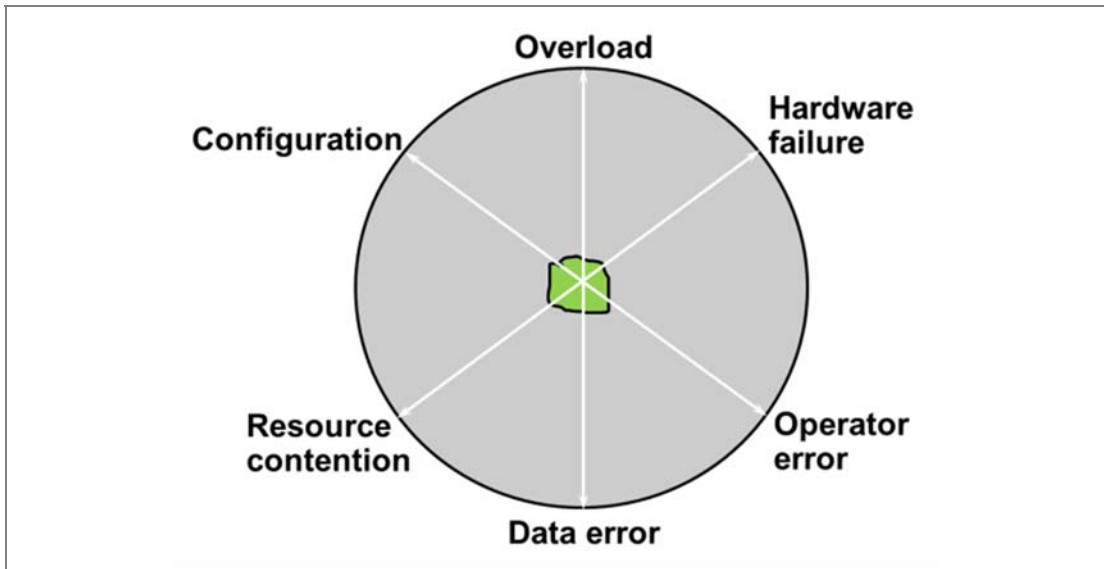 Overload
Hardware
failure
Configuration
Resource
contention
Operator
error
Data error